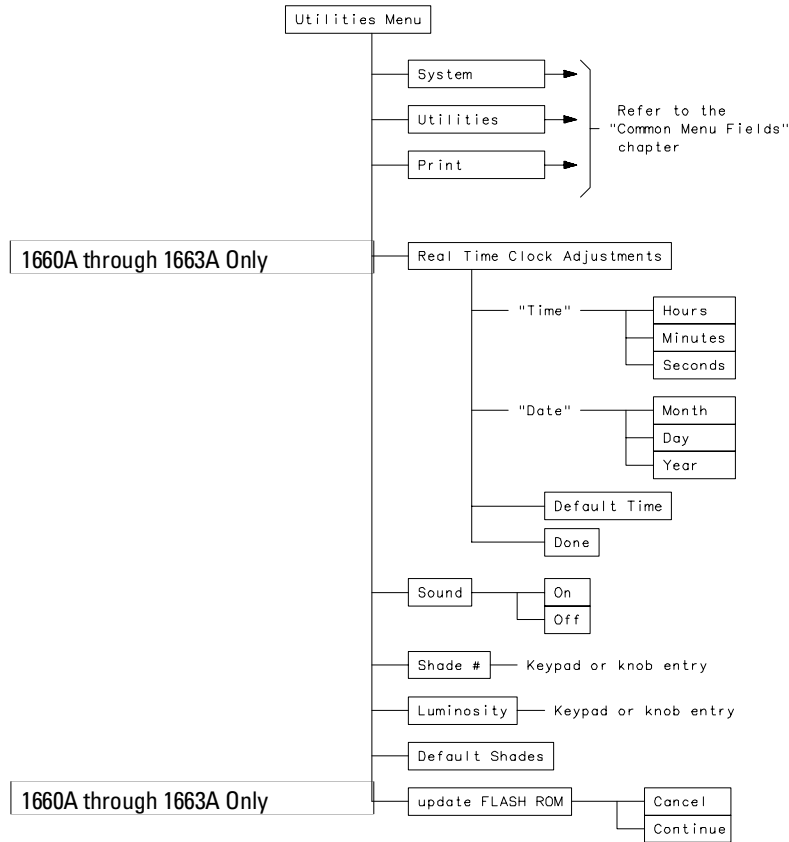 Utilities Menu
System
Utilities
Print
Refer to the
"Common Menu Fields"
chapter
1660A through 1663A Only
Real Time Clock Adjustments
"Time"
Hours
Minutes
Seconds
"Date"
Month
Day
Year
Default Time
Done
Sound
On
Off
Shade #
Keypad or knob entry
Luminosity
Keypad or knob entry
Default Shades
1660A through 1663A Only
update FLASH ROM
Cancel
Continue